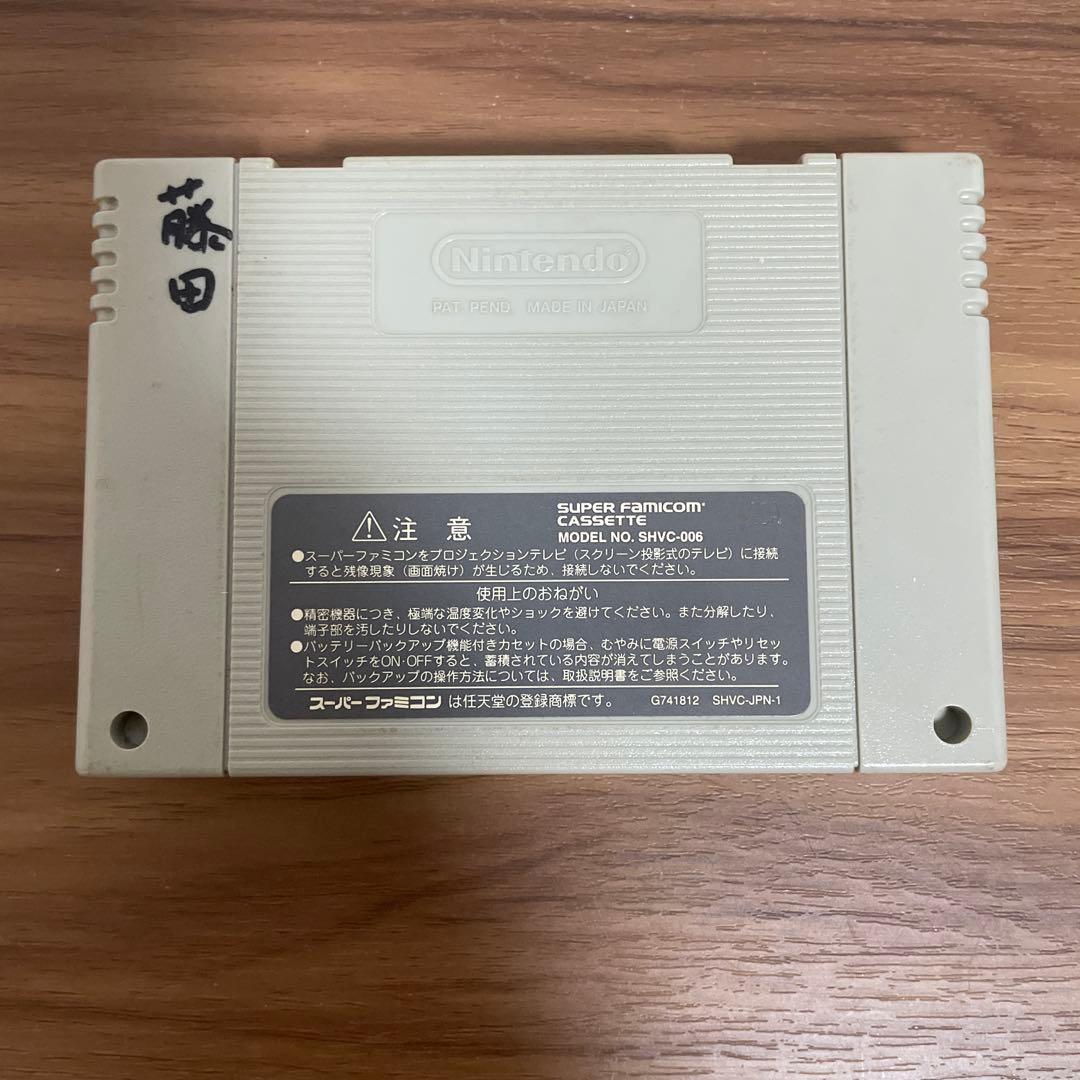 藤田
Nintendo®
PAT. PEND. MADE IN JAPAN
⚠注意
SUPER FAMICOM®
CASSETTE
MODEL NO. SHVC-006
●スーパーファミコンをプロジェクションテレビ（スクリーン投影式のテレビ）に接続
すると残像現象（画面焼け）が生じるため、接続しないでください。
使用上のおねがい
●精密機器につき、極端な温度変化やショックを避けてください。また分解したり、
端子部を汚したりしないでください。
●バッテリーバックアップ機能付きカセットの場合、むやみに電源スイッチやリセッ
トスイッチをON・OFFすると、蓄積されている内容が消えてしまうことがあります。
なお、バックアップの操作方法については、取扱説明書をご参照ください。
スーパーファミコン は任天堂の登録商標です。 G741812 SHVC-JPN-1